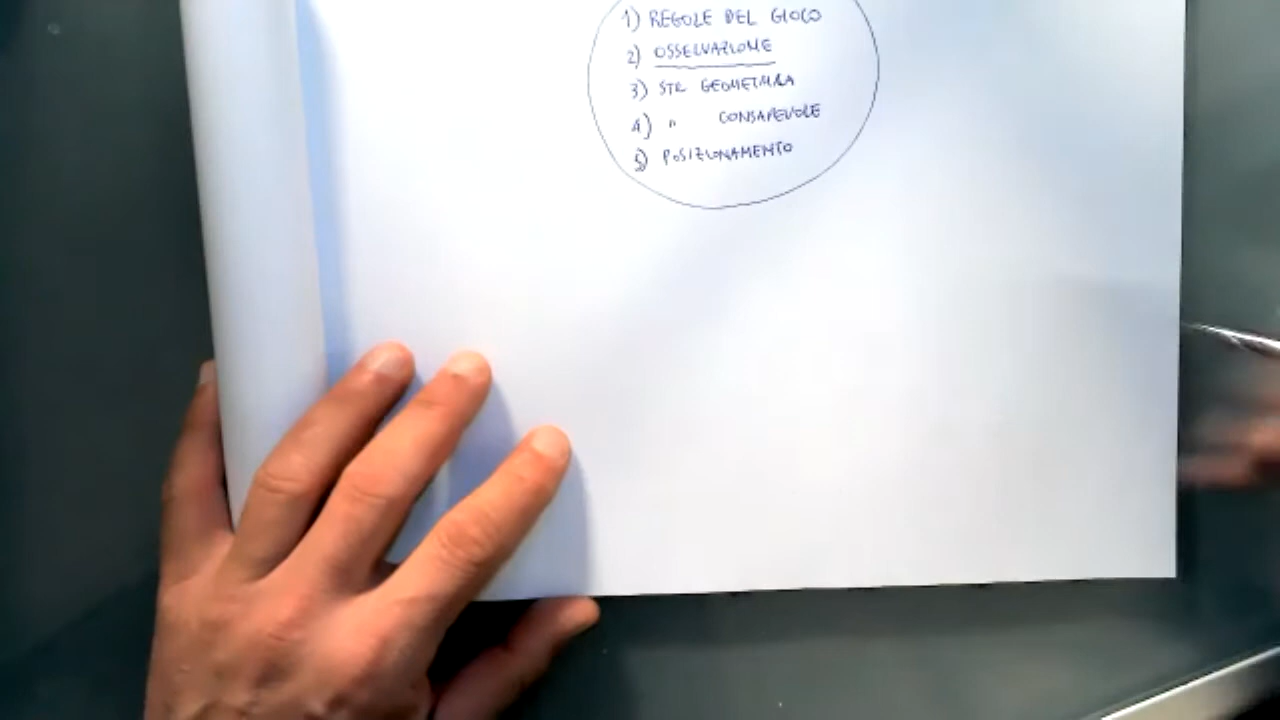 1) REGOLE DEL GIOCO
2) OSSERVAZIONE
3) STR GEOMETRICA
4) " CONSAPEVOLE
5) POSIZIONAMENTO